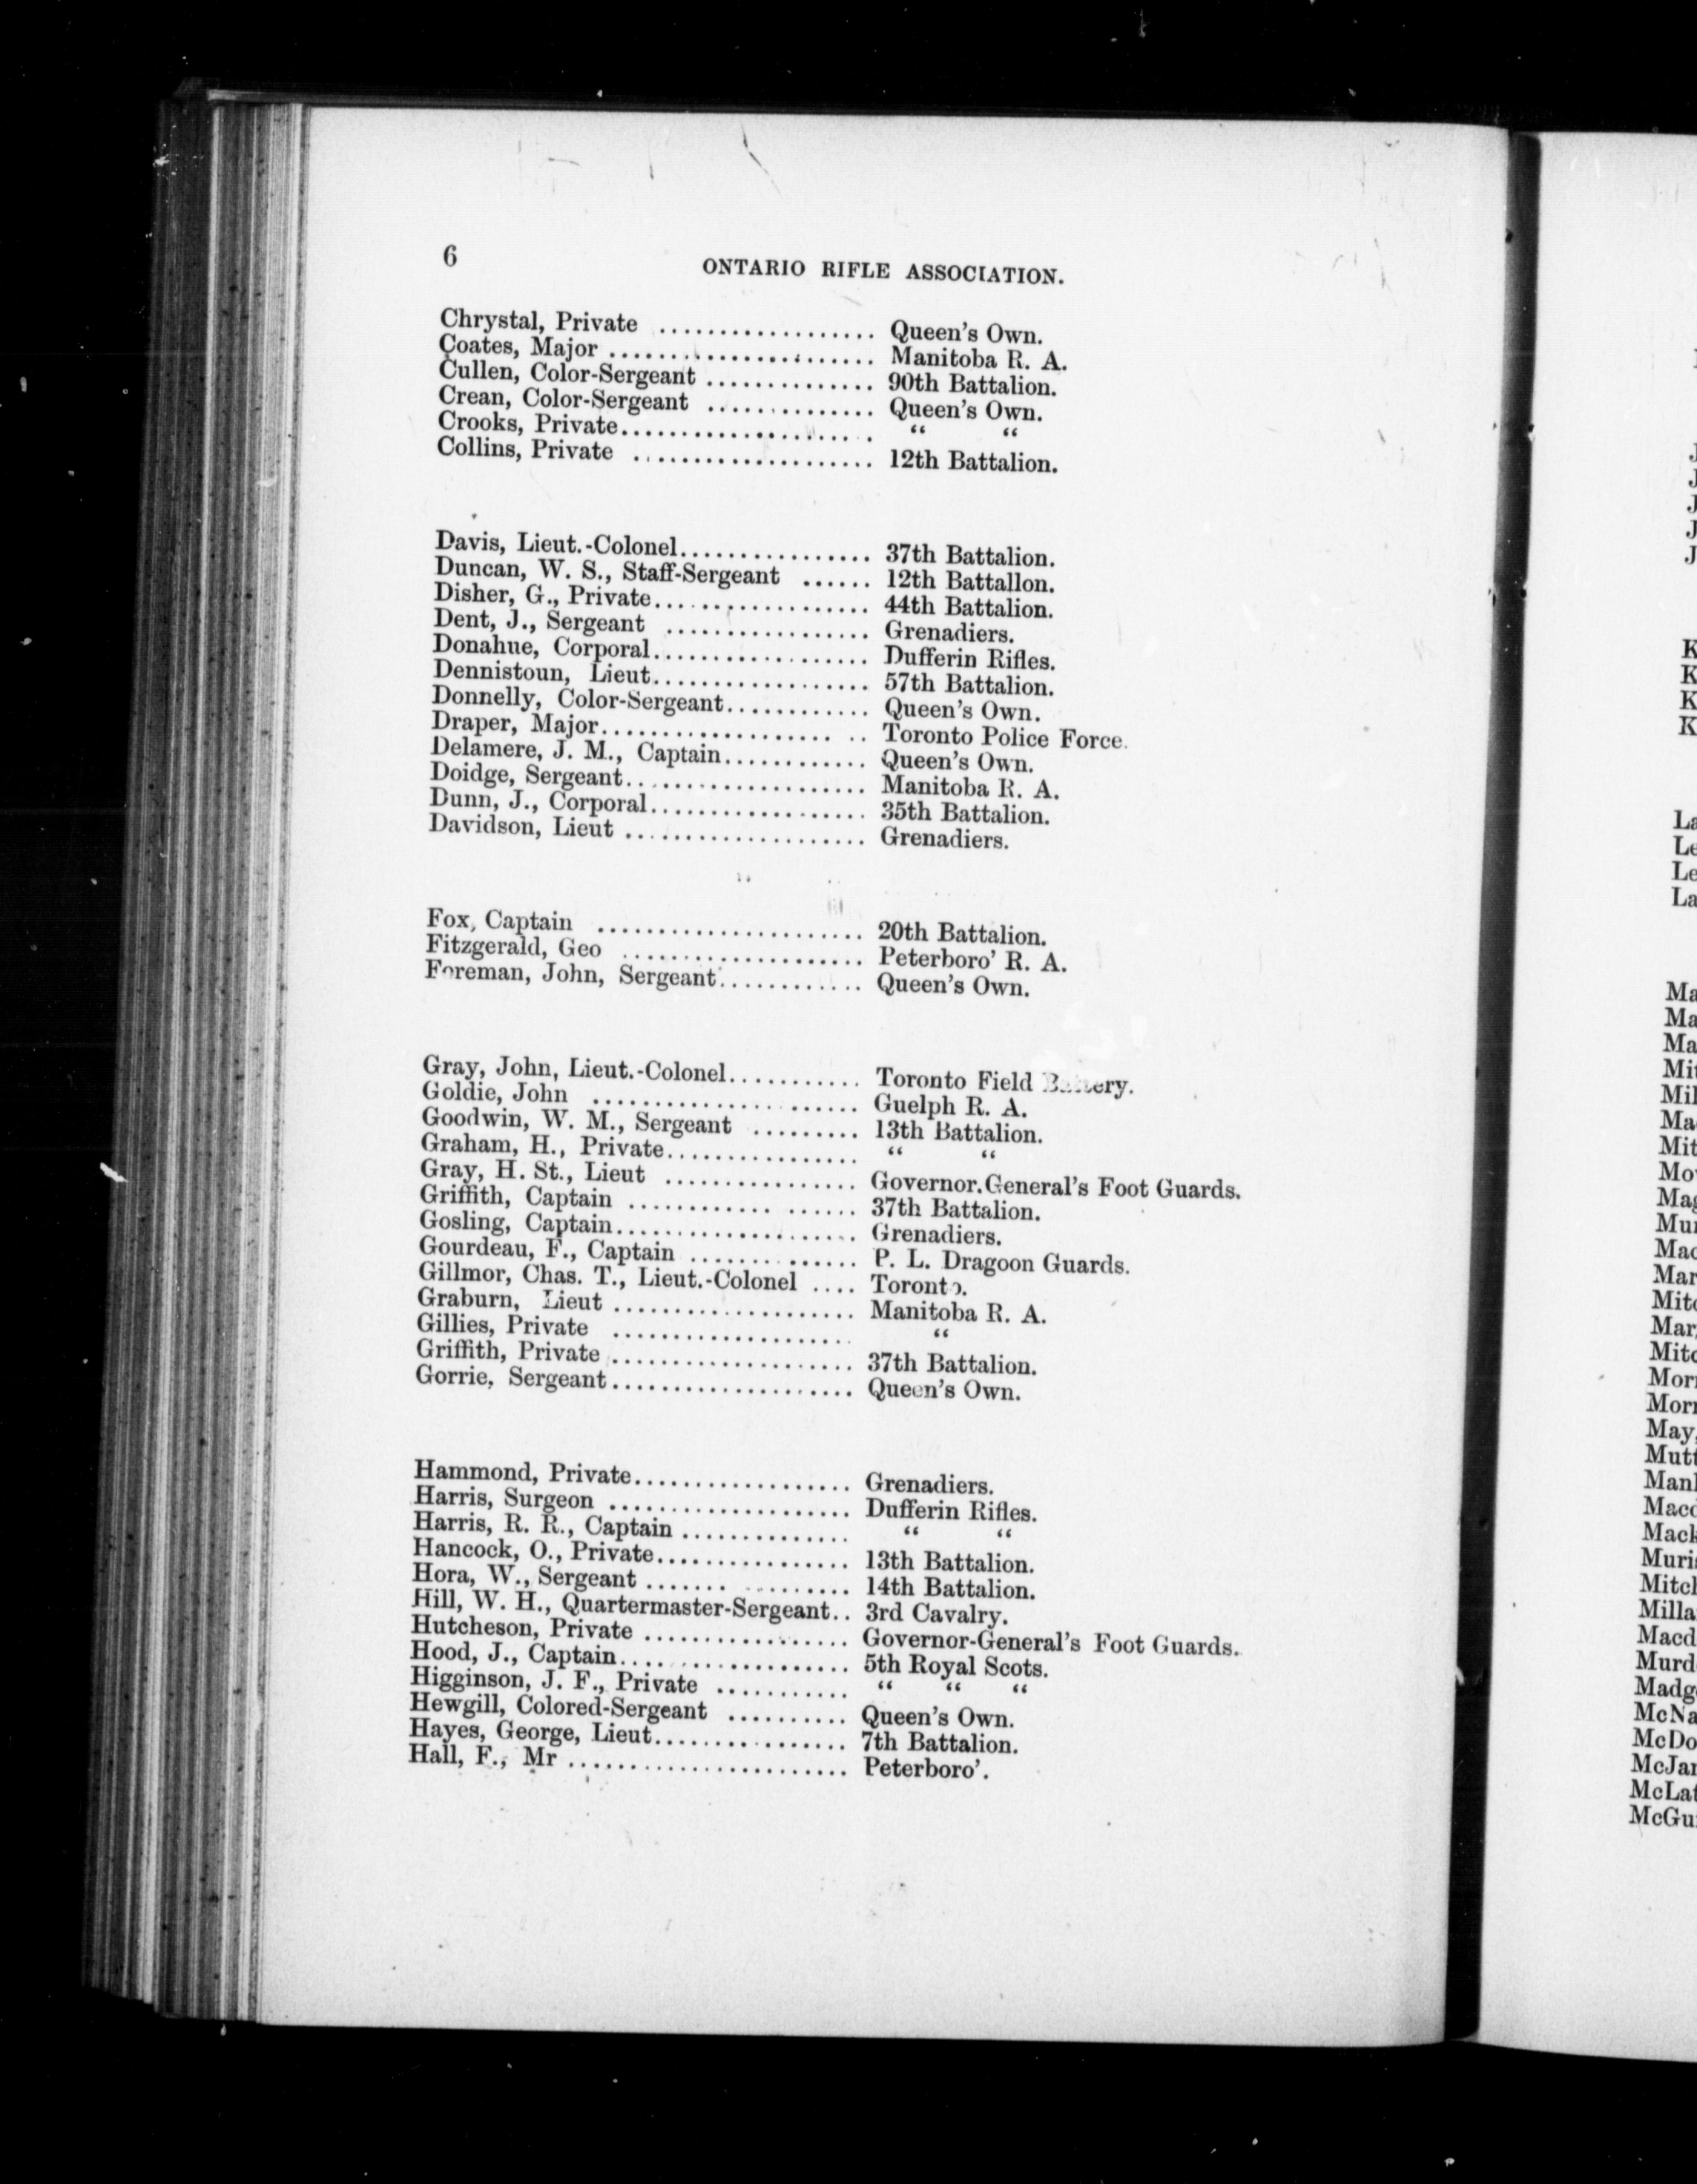 6
ONTARIO RIFLE ASSOCIATION.
Chrystal, Private .................. Queen's Own.
Coates, Major ...................... Manitoba R. A.
Cullen, Color-Sergeant .............. 90th Battalion.
Crean, Color-Sergeant .............. Queen's Own.
Crooks, Private..................... “ “
Collins, Private .................... 12th Battalion.
Davis, Lieut.-Colonel................ 37th Battalion.
Duncan, W. S., Staff-Sergeant ...... 12th Battallon.
Disher, G., Private.................. 44th Battalion.
Dent, J., Sergeant ................. Grenadiers.
Donahue, Corporal.................. Dufferin Rifles.
Dennistoun, Lieut.................. 57th Battalion.
Donnelly, Color-Sergeant............ Queen's Own.
Draper, Major................... .. Toronto Police Force.
Delamere, J. M., Captain............ Queen's Own.
Doidge, Sergeant.................... Manitoba R. A.
Dunn, J., Corporal.................. 35th Battalion.
Davidson, Lieut .................... Grenadiers.
Fox, Captain ...................... 20th Battalion.
Fitzgerald, Geo .................... Peterboro' R. A.
Foreman, John, Sergeant............ Queen's Own.
Gray, John, Lieut.-Colonel........... Toronto Field Battery.
Goldie, John ...................... Guelph R. A.
Goodwin, W. M., Sergeant ......... 13th Battalion.
Graham, H., Private................ “ “
Gray, H. St., Lieut ................ Governor.General's Foot Guards.
Griffith, Captain ............ ...... 37th Battalion.
Gosling, Captain.................... Grenadiers.
Gourdeau, F., Captain .............. P. L. Dragoon Guards.
Gillmor, Chas. T., Lieut.-Colonel .... Toronto.
Graburn, Lieut .................... Manitoba R. A.
Gillies, Private .................... “
Griffith, Private .................... 37th Battalion.
Gorrie, Sergeant.................... Queen's Own.
Hammond, Private.................. Grenadiers.
Harris, Surgeon .................... Dufferin Rifles.
Harris, R. R., Captain .............. “ “
Hancock, O., Private................ 13th Battalion.
Hora, W., Sergeant ....... ......... 14th Battalion.
Hill, W. H., Quartermaster-Sergeant.. 3rd Cavalry.
Hutcheson, Private ................. Governor-General's Foot Guards.
Hood, J., Captain................... 5th Royal Scots.
Higginson, J. F., Private ........... “ “ “
Hewgill, Colored-Sergeant .......... Queen's Own.
Hayes, George, Lieut................ 7th Battalion.
Hall, F., Mr ....................... Peterboro'.